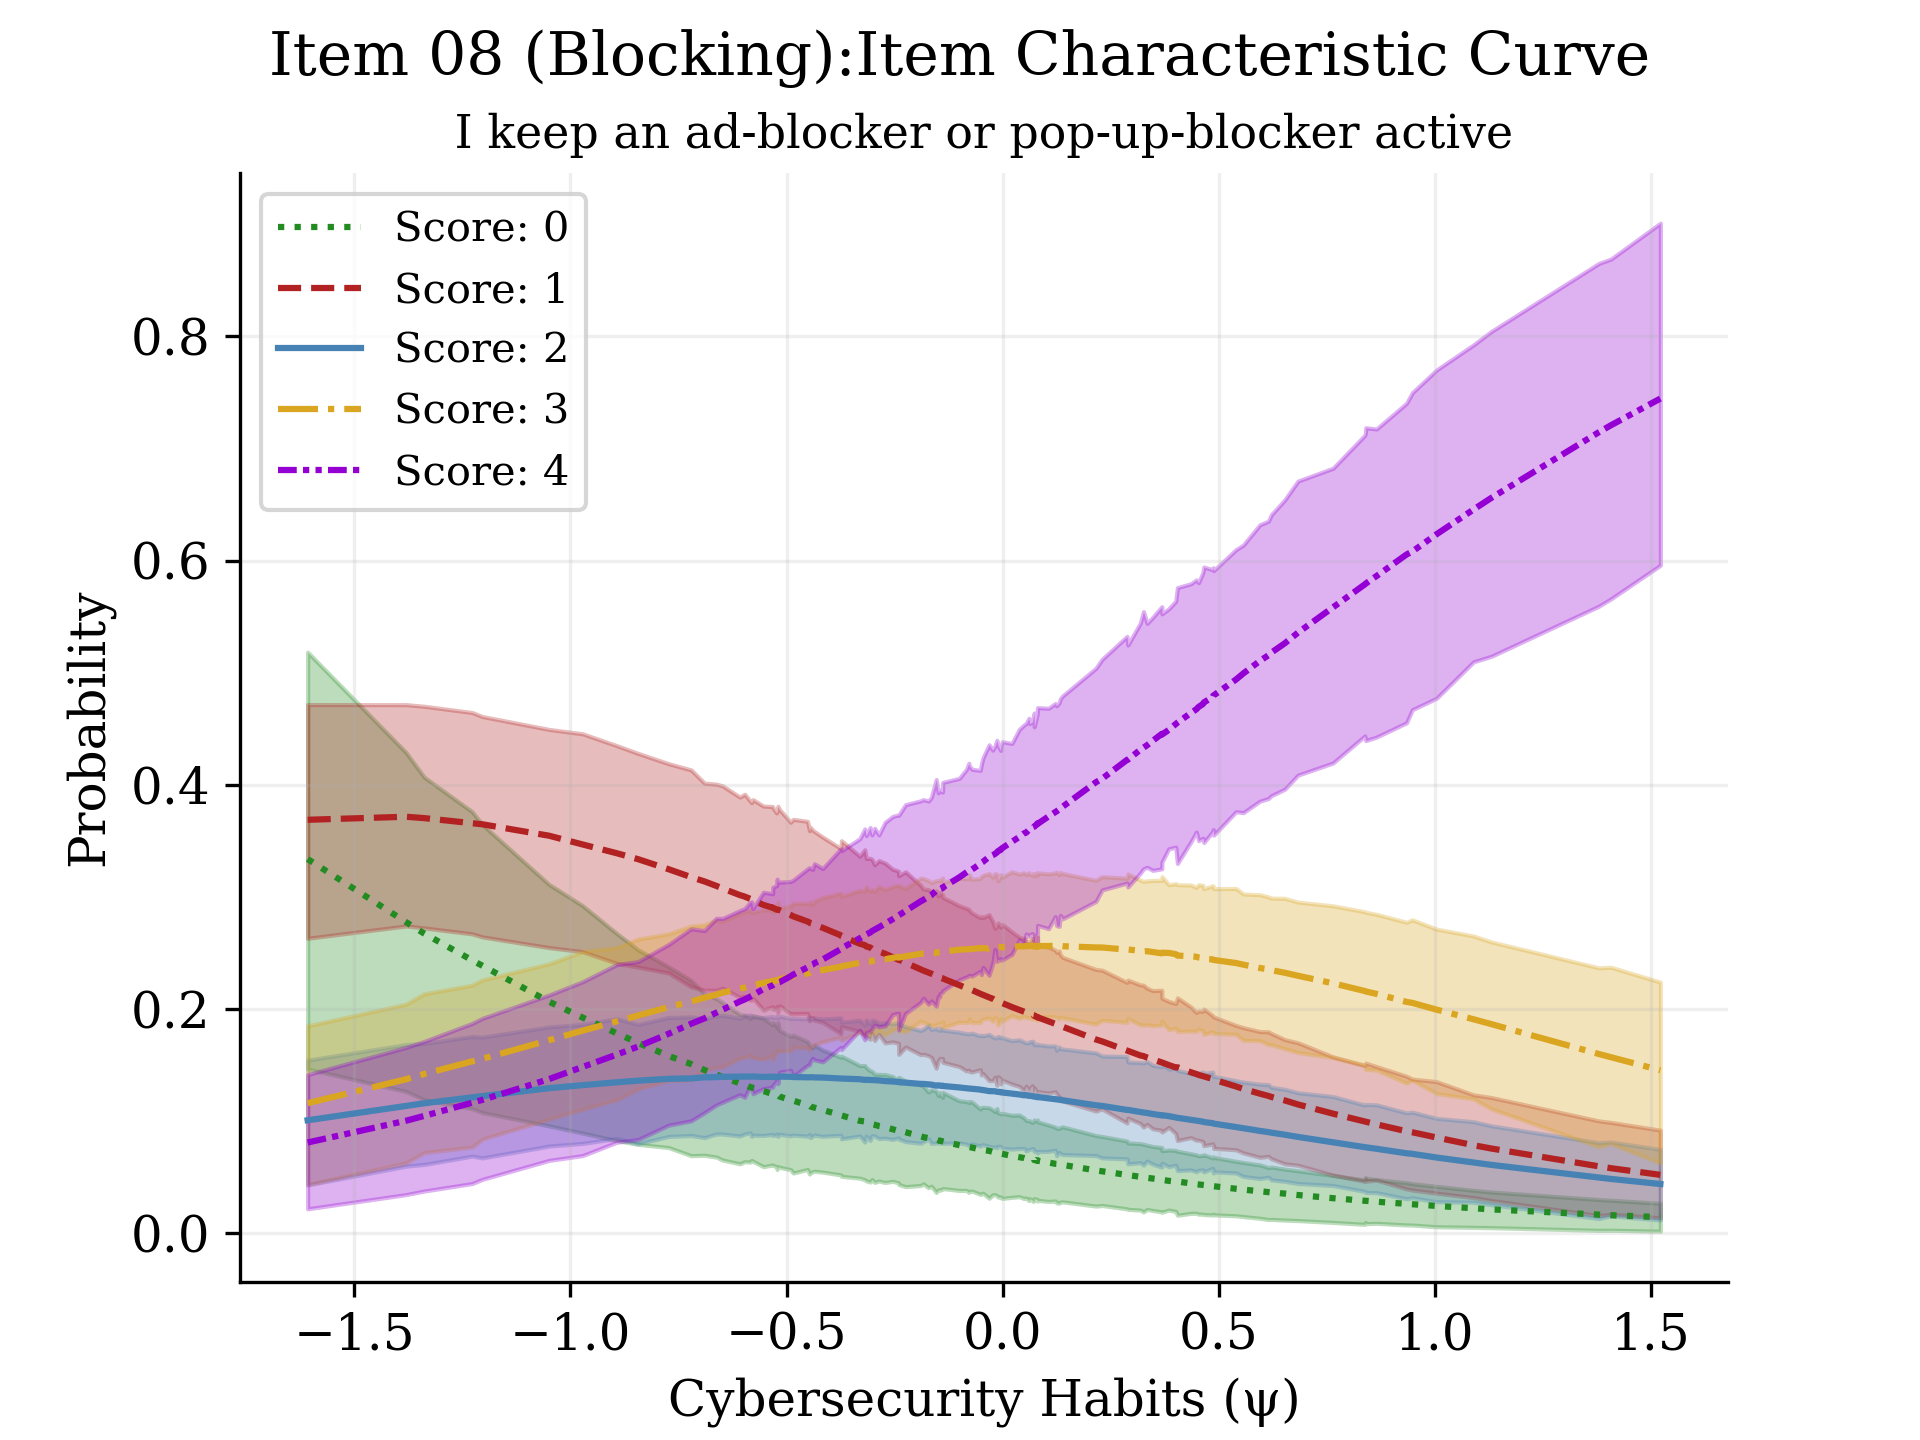 Item 08 (Blocking):Item Characteristic Curve
I keep an ad-blocker or pop-up-blocker active
Score: 0
Score: 1
Score: 2
Score: 3
Score: 4
Probability
0.8
0.6
0.4
0.2
0.0
−1.5 −1.0 −0.5 0.0 0.5 1.0 1.5
Cybersecurity Habits (ψ)